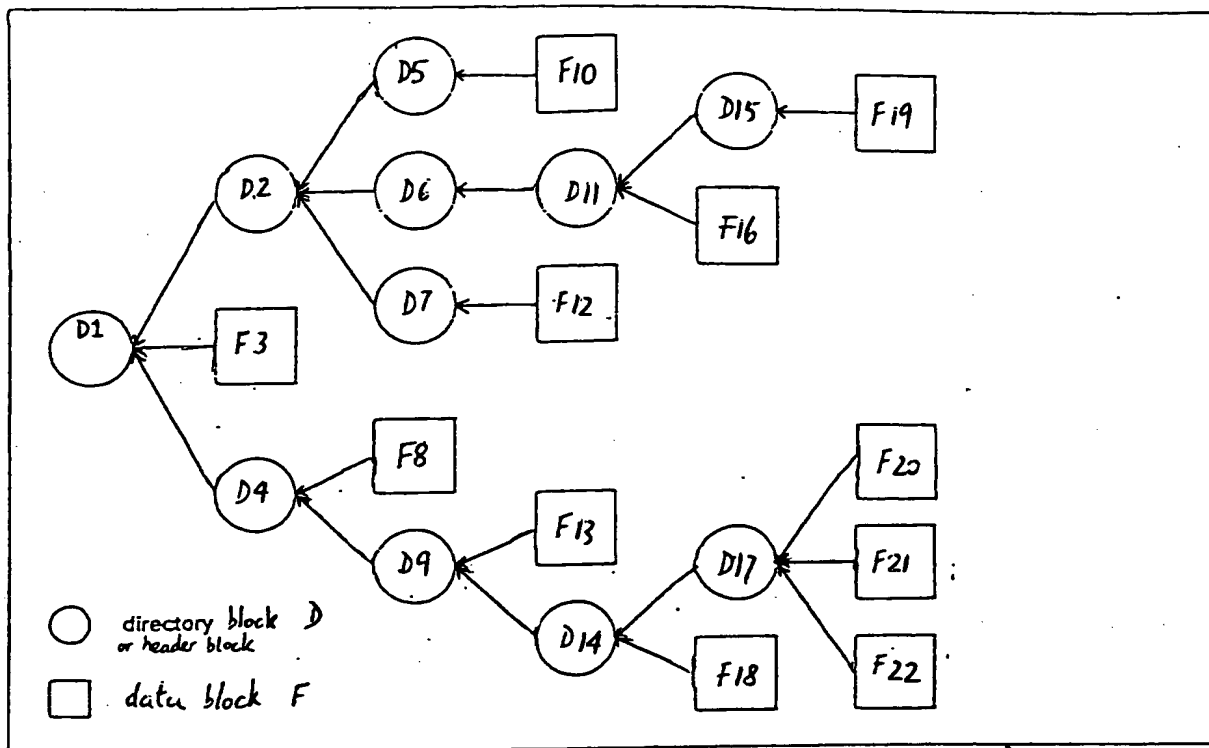 D5
F10
D15
F19
D2
D6
D11
F16
D7
F12
D1
F3
F8
D4
F20
F13
D9
D17
F21
D14
F18
F22
directory block D
or header block
data block F